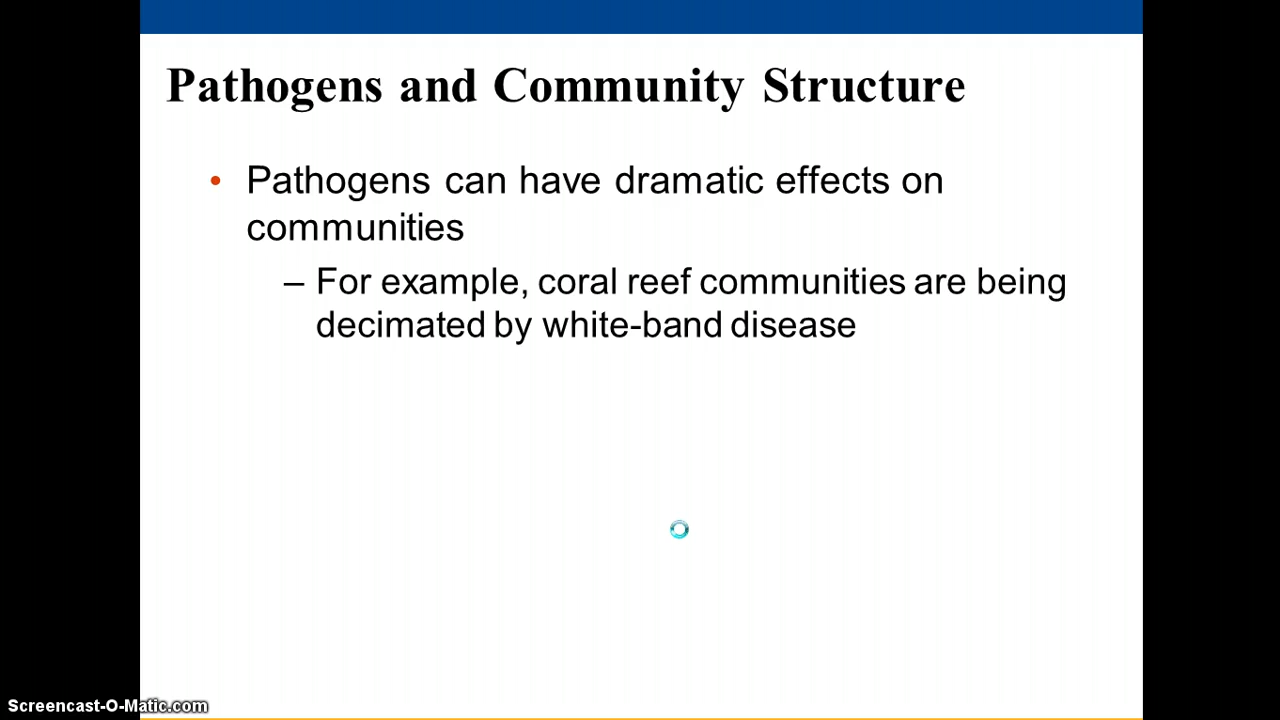 Pathogens and Community Structure
• Pathogens can have dramatic effects on
communities
– For example, coral reef communities are being
decimated by white-band disease
Screencast-O-Matic.com